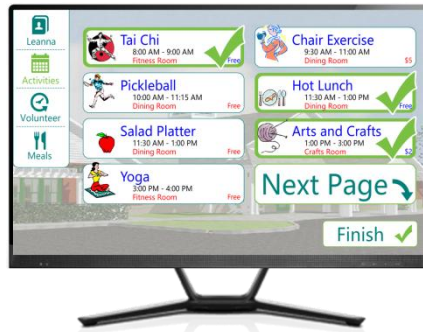 Leanna
Activities
Volunteer
Meals
Tai Chi
8:00 AM - 9:00 AM
Fitness Room
Free
Chair Exercise
9:30 AM - 11:00 AM
Dining Room
$5
Pickleball
10:00 AM - 11:15 AM
Dining Room
Free
Hot Lunch
11:30 AM - 1:00 PM
Dining Room
Free
Salad Platter
11:30 AM - 1:00 PM
Dining Room
Free
Arts and Crafts
1:00 PM - 3:00 PM
Crafts Room
$2
Yoga
3:00 PM - 4:00 PM
Fitness Room
Free
Next Page
Finish